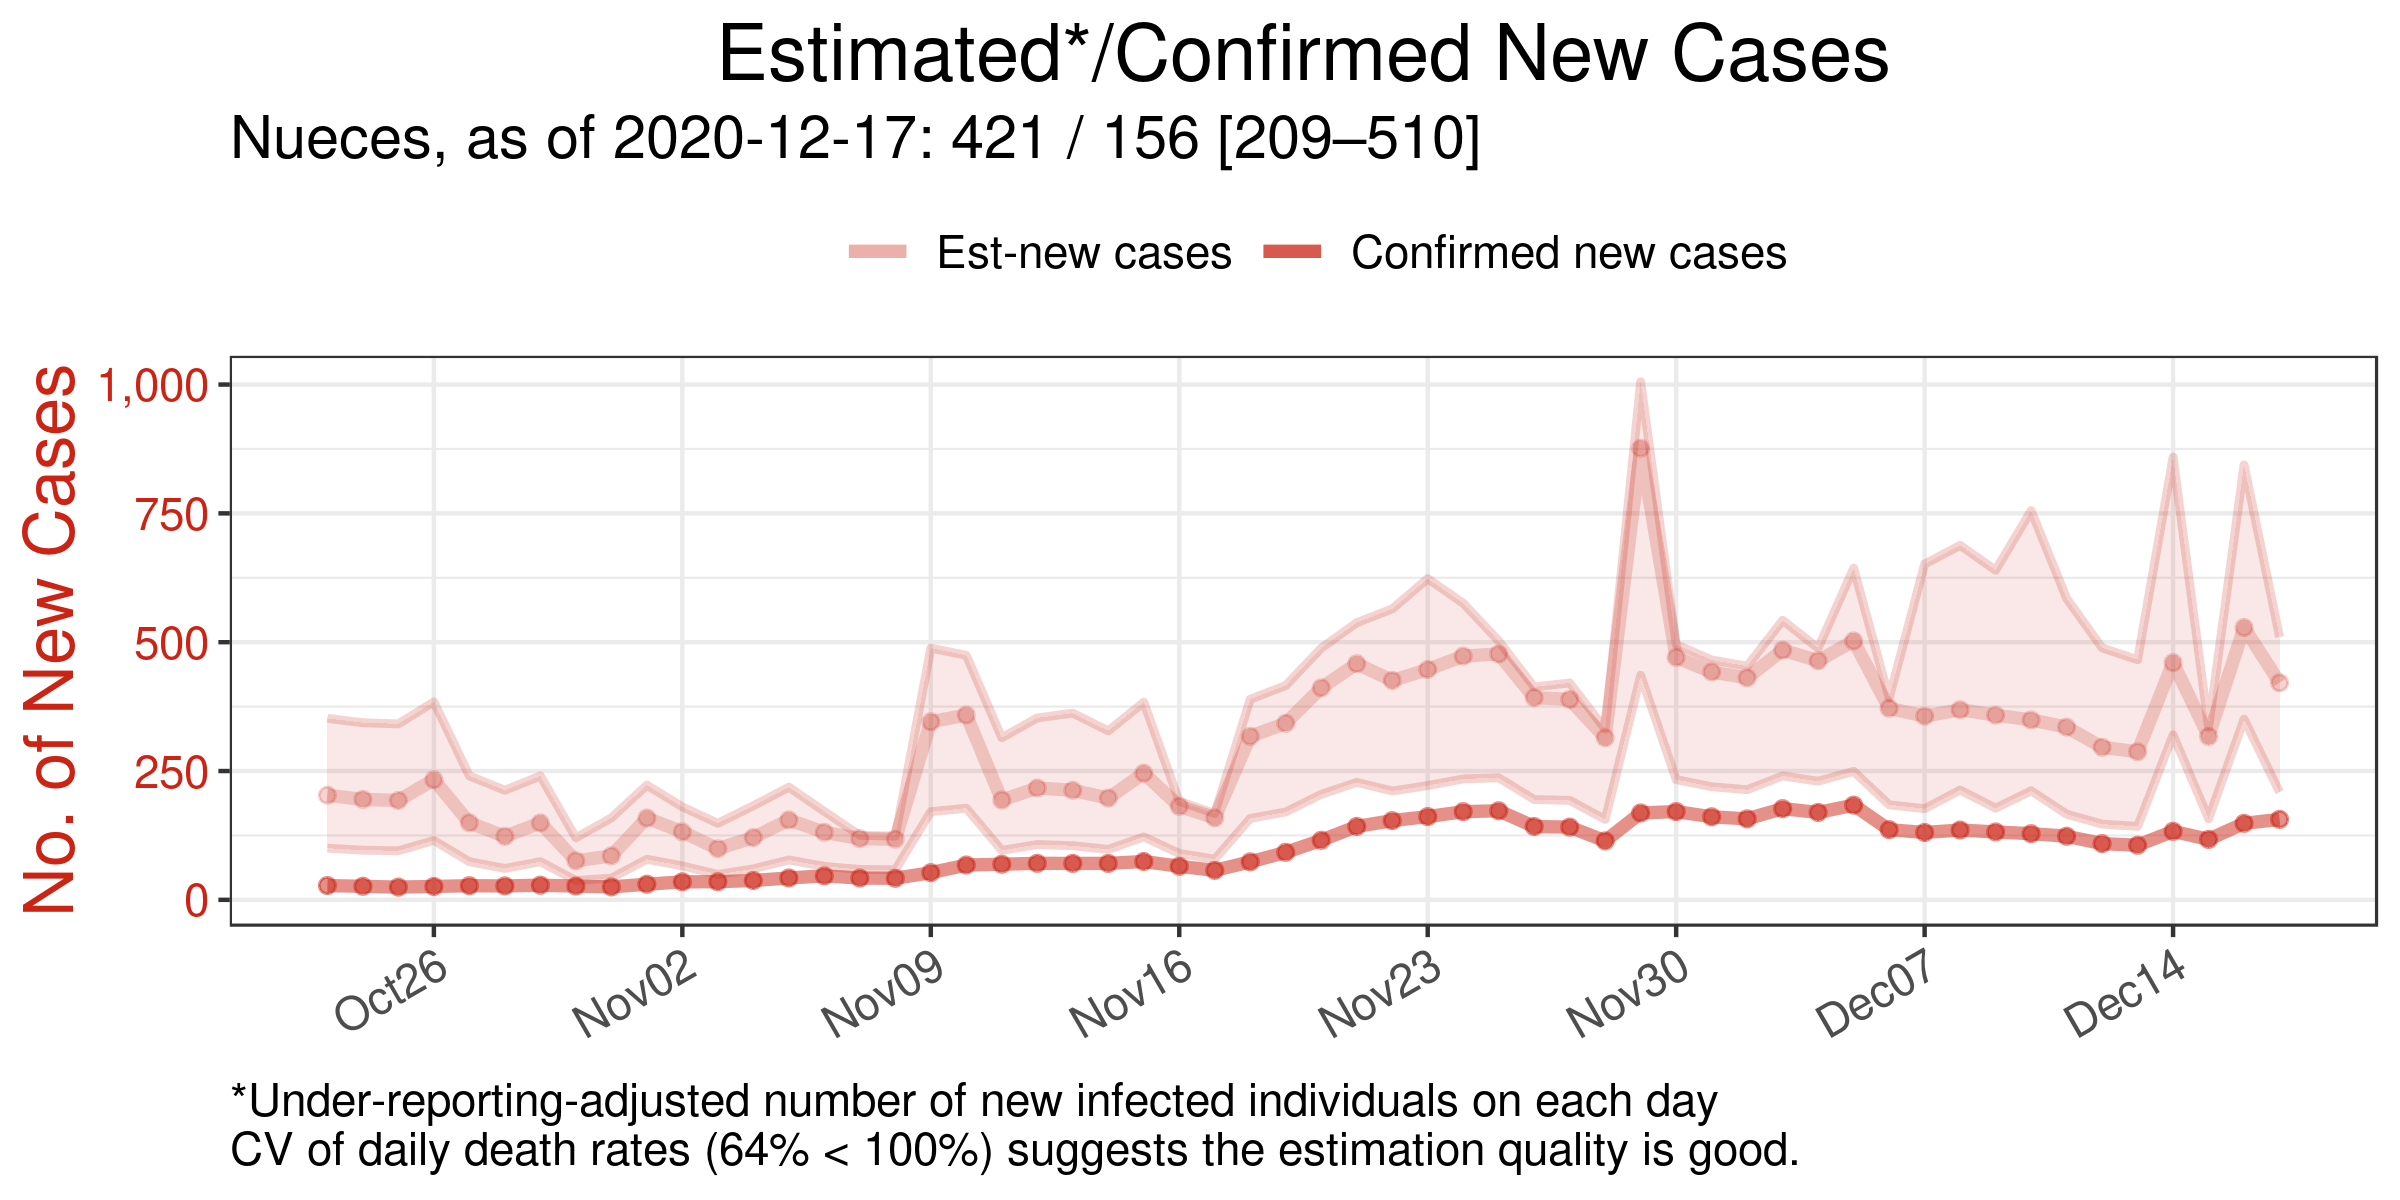 Estimated*/Confirmed New Cases
Nueces, as of 2020-12-17: 421 / 156 [209–510]
Est-new cases
Confirmed new cases
No. of New Cases
1,000
750
500
250
0
Oct26
Nov02
Nov09
Nov16
Nov23
Nov30
Dec07
Dec14
*Under-reporting-adjusted number of new infected individuals on each day
CV of daily death rates (64% < 100%) suggests the estimation quality is good.